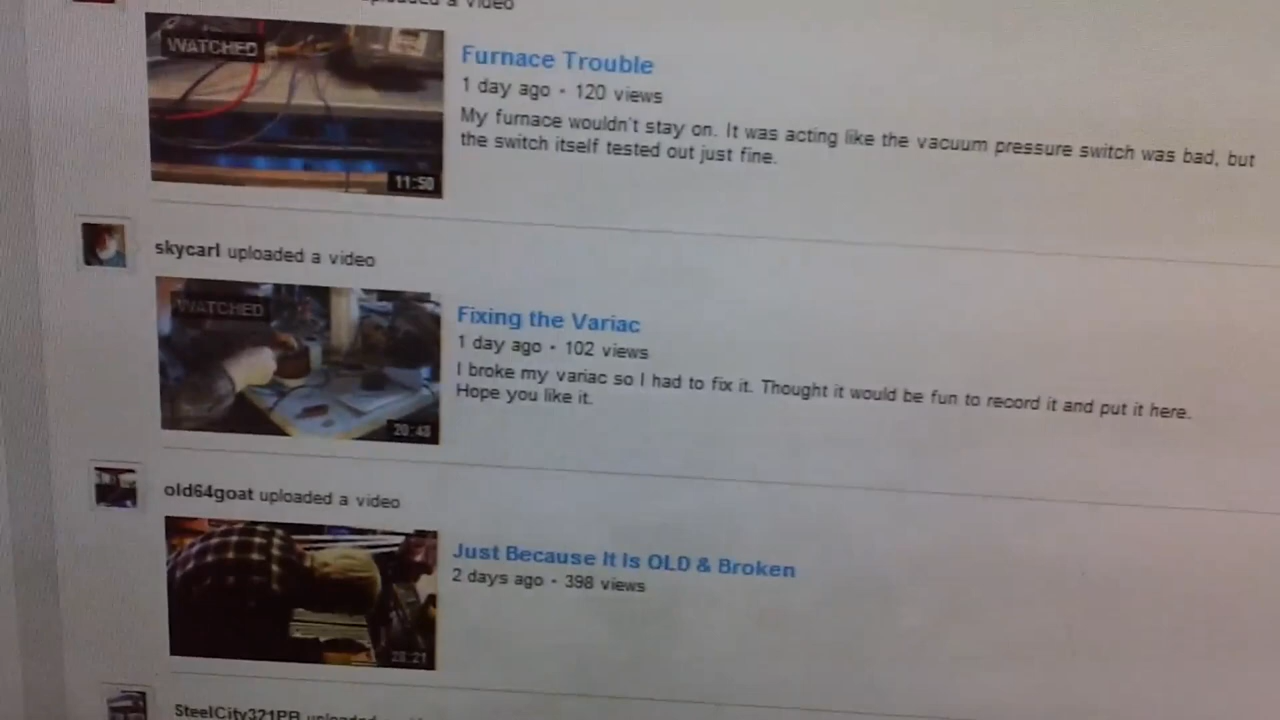 uploaded a video
WATCHED
Furnace Trouble
1 day ago • 120 views
My furnace wouldn't stay on. It was acting like the vacuum pressure switch was bad, but
the switch itself tested out just fine.
11:50
skycarl uploaded a video
WATCHED
Fixing the Variac
1 day ago • 102 views
I broke my variac so I had to fix it. Thought it would be fun to record it and put it here.
Hope you like it.
20:48
old64goat uploaded a video
Just Because It Is OLD & Broken
2 days ago • 398 views
28:21